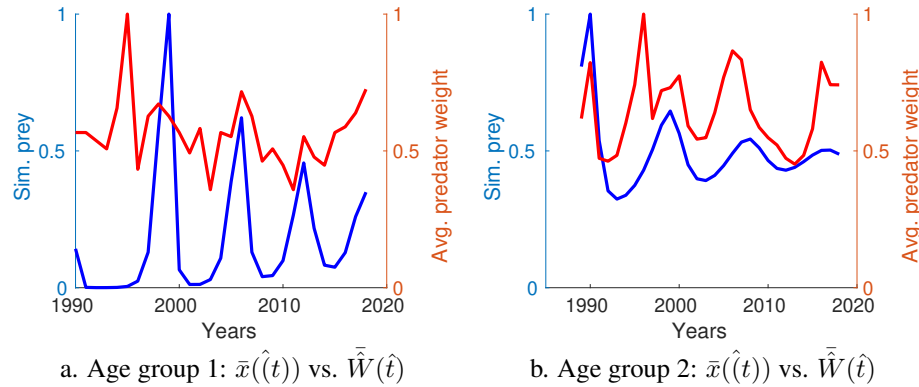 1
0.5
0
Sim. prey
1
0.5
0
Avg. predator weight
1990 2000 2010 2020
Years
a. Age group 1: x̄(̂(t)) vs. W̄̂(t̂)
1
0.5
0
Sim. prey
1
0.5
0
Avg. predator weight
1990 2000 2010 2020
Years
b. Age group 2: x̄(̂(t)) vs. W̄̂(t̂)